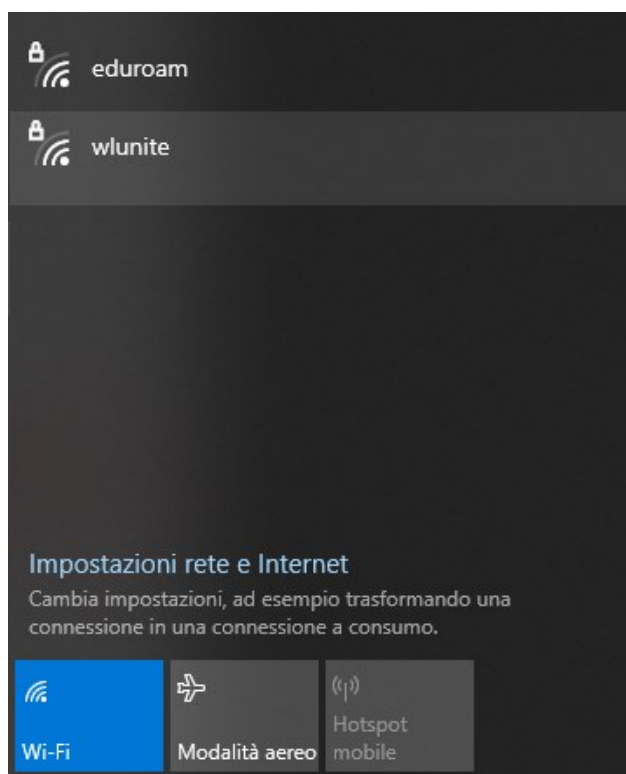 eduroam
wlunite
Impostazioni rete e Internet
Cambia impostazioni, ad esempio trasformando una
connessione in una connessione a consumo.
Wi-Fi
Modalità aereo
Hotspot
mobile